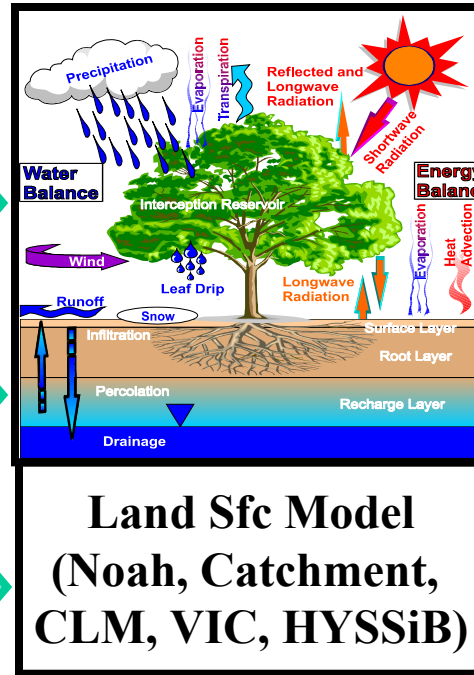 Precipitation
Evaporation
Transpiration
Reflected and
Longwave
Radiation
Shortwave
Radiation
Water
Balance
Energy
Balanc
Interception Reservoir
Wind
Leaf Drip
Longwave
Radiation
Evaporation
Heat
Advection
Runoff
Snow
Infiltration
Surface Layer
Root Layer
Percolation
Recharge Layer
Drainage
Land Sfc Model
(Noah, Catchment,
CLM, VIC, HYSSiB)